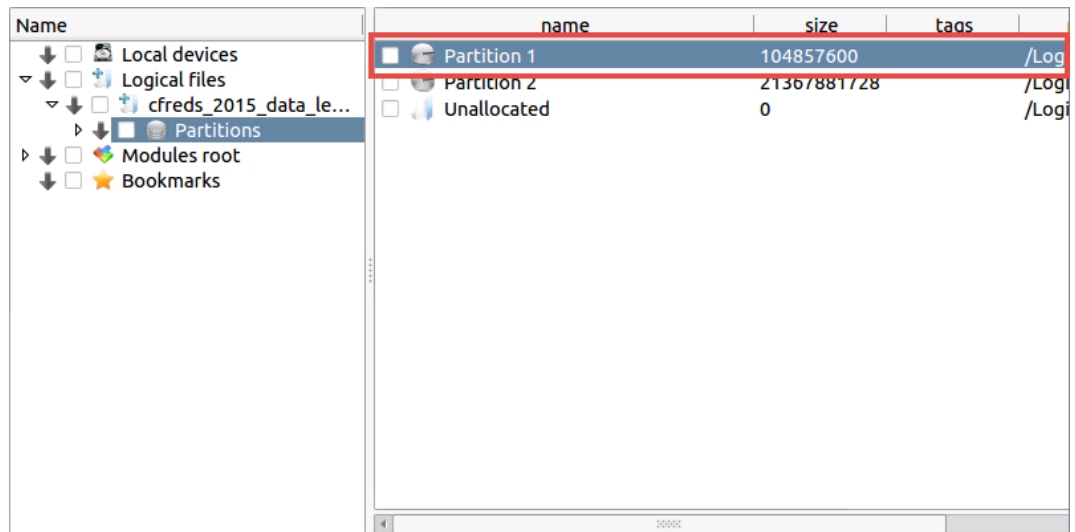 Name
Local devices
Logical files
cfreds_2015_data_le...
Partitions
Modules root
Bookmarks
name size tags
Partition 1 104857600 /Log
Partition 2 21367881728 /Logi
Unallocated 0 /Logi